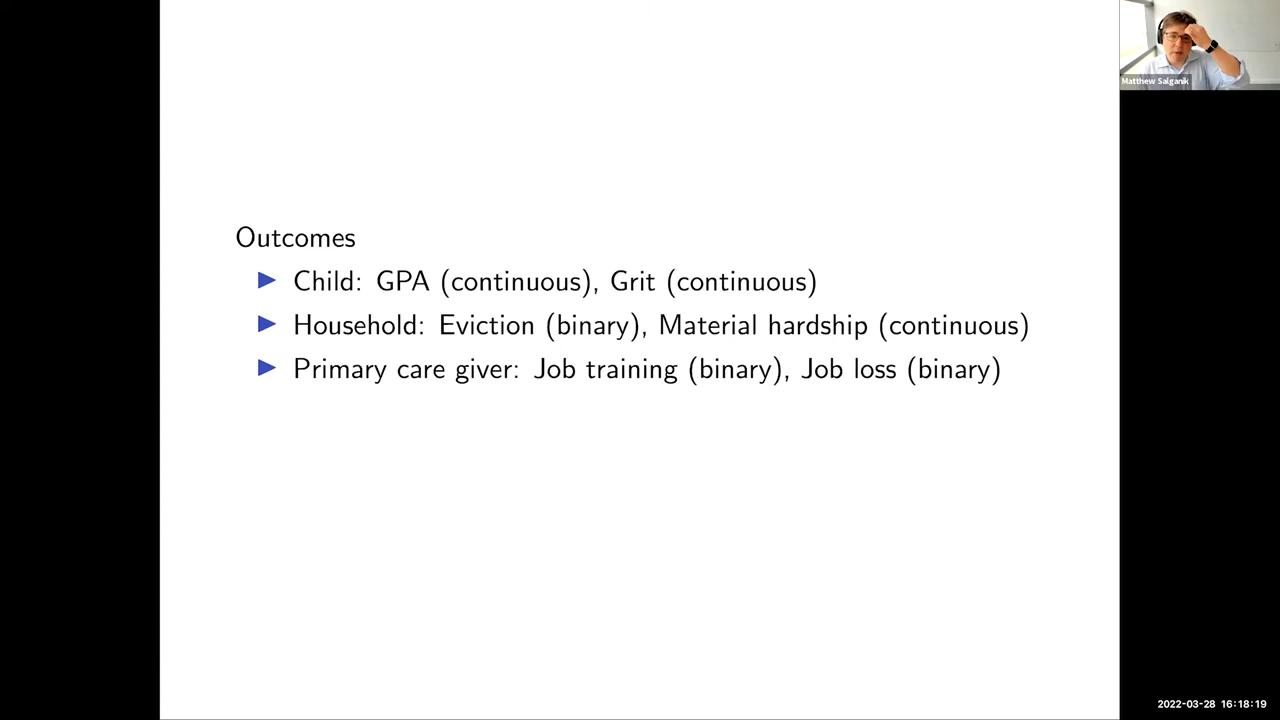 Matthew Salganik
Outcomes
Child: GPA (continuous), Grit (continuous)
Household: Eviction (binary), Material hardship (continuous)
Primary care giver: Job training (binary), Job loss (binary)
2022-03-28 16:18:19